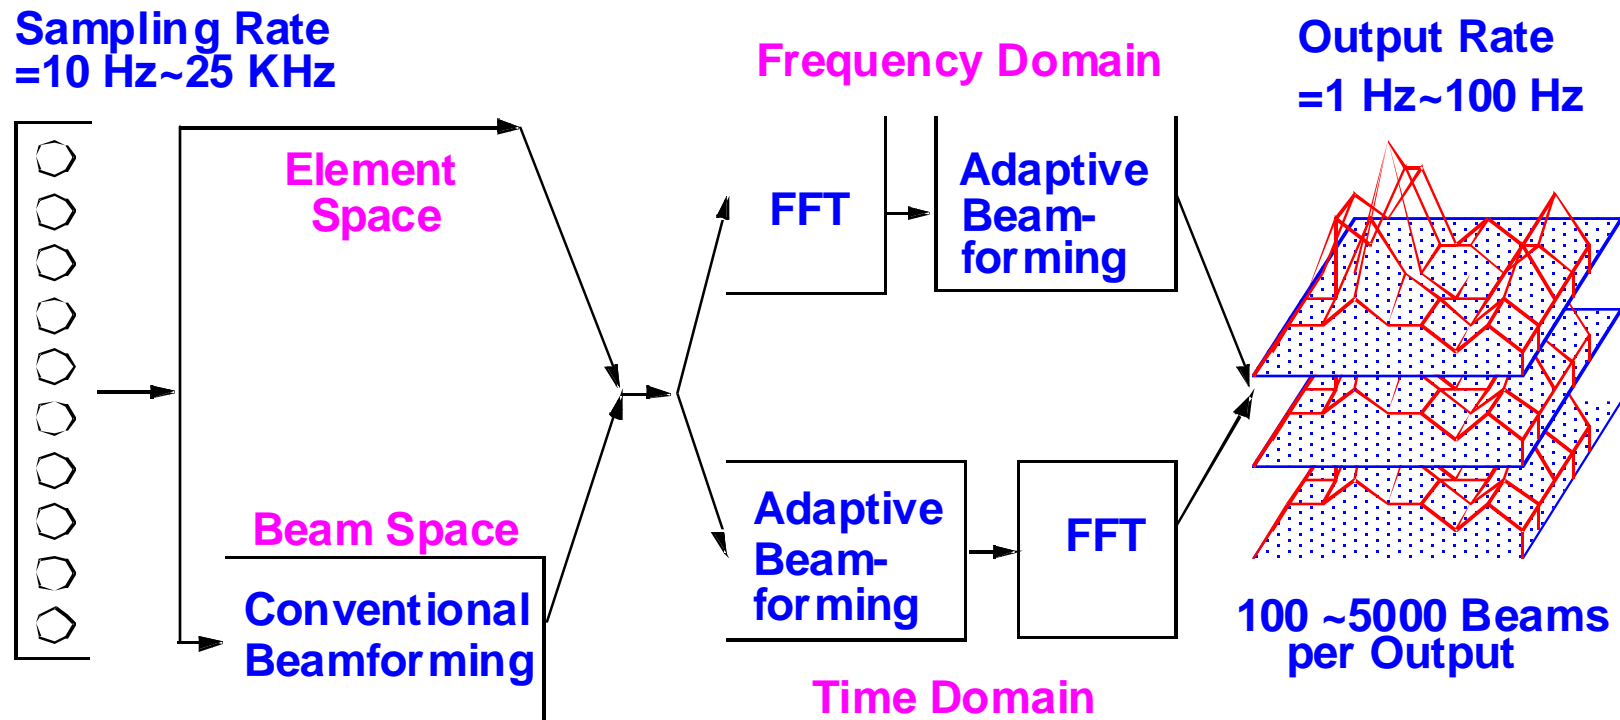 Sampling Rate
=10 Hz~25 KHz
Element
Space
Beam Space
Conventional
Beamforming
Frequency Domain
FFT
Adaptive
Beam-
forming
Adaptive
Beam-
forming
FFT
Time Domain
Output Rate
=1 Hz~100 Hz
100 ~5000 Beams
per Output